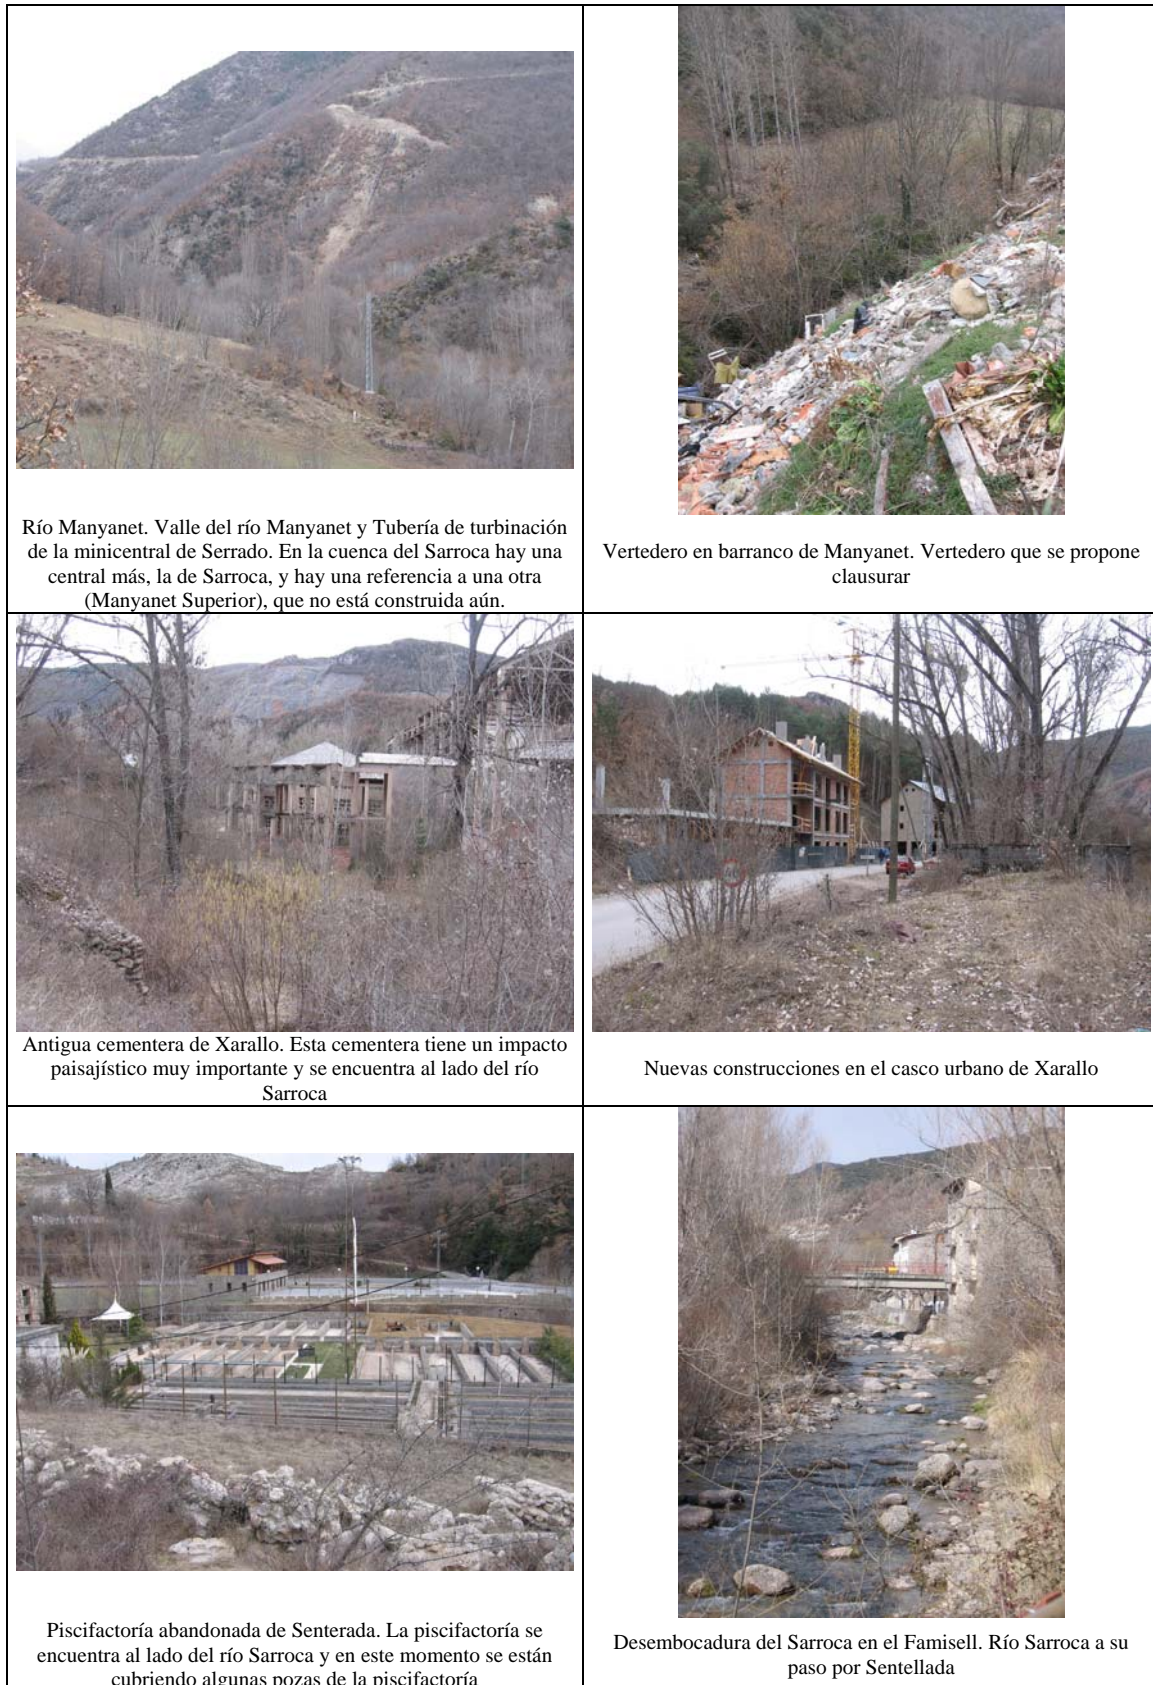 Río Manyanet. Valle del río Manyanet y Tubería de turbinación
de la minicentral de Serrado. En la cuenca del Sarroca hay una
central más, la de Sarroca, y hay una referencia a una otra
(Manyanet Superior), que no está construida aún.
Vertedero en barranco de Manyanet. Vertedero que se propone
clausurar
Antigua cementera de Xarallo. Esta cementera tiene un impacto
paisajístico muy importante y se encuentra al lado del río
Sarroca
Nuevas construcciones en el casco urbano de Xarallo
Piscifactoría abandonada de Senterada. La piscifactoría se
encuentra al lado del río Sarroca y en este momento se están
cubriendo algunas pozas de la piscifactoría
Desembocadura del Sarroca en el Famisell. Río Sarroca a su
paso por Sentellada